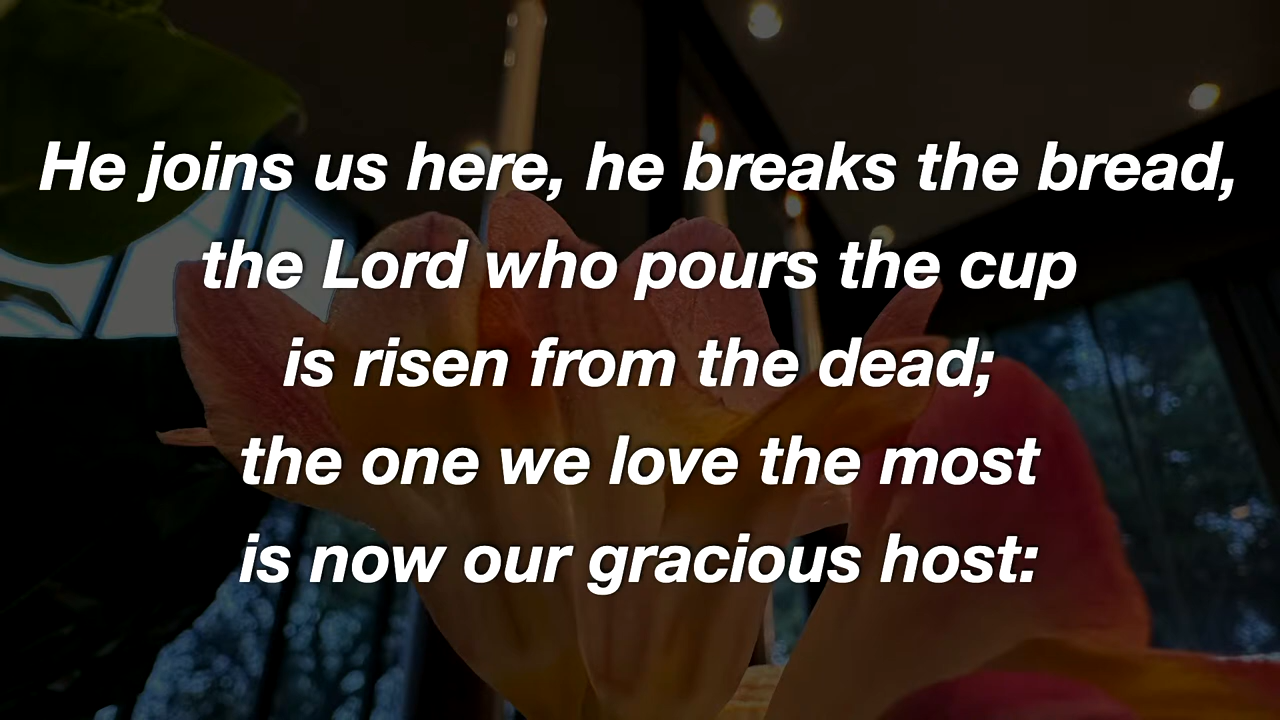 He joins us here, he breaks the bread,
the Lord who pours the cup
is risen from the dead;
the one we love the most
is now our gracious host: